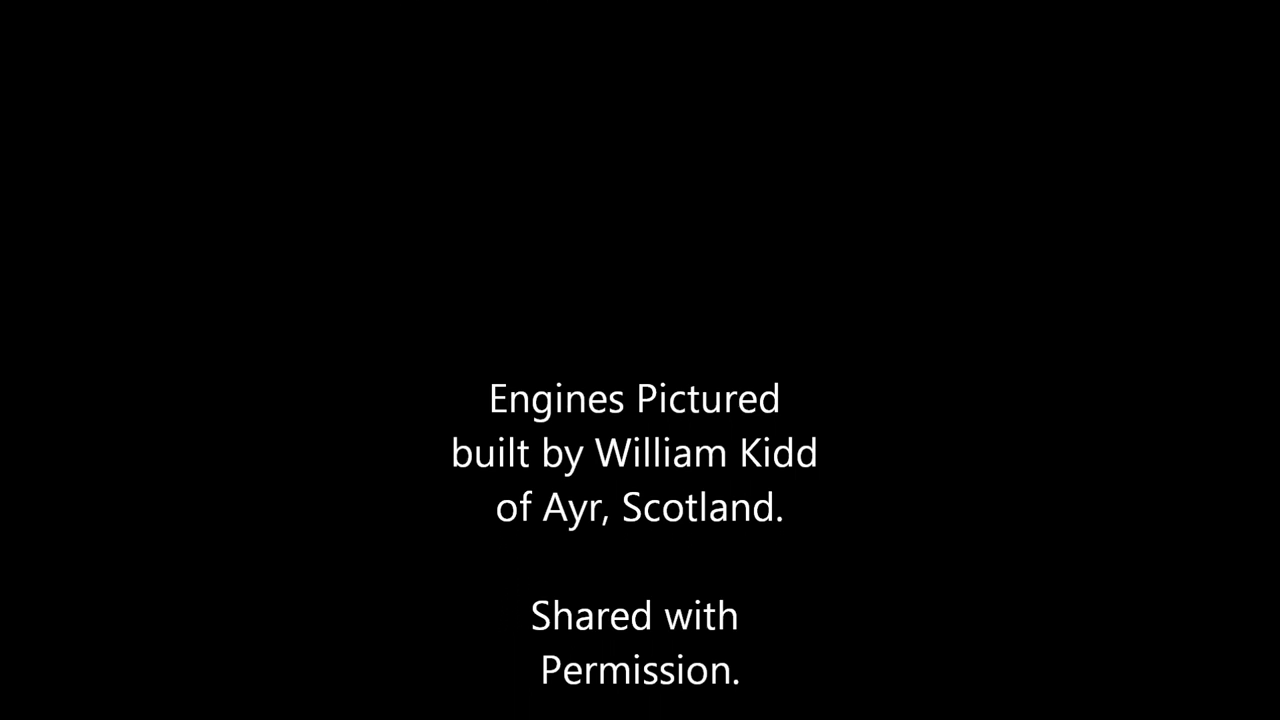 Engines Pictured
built by William Kidd
of Ayr, Scotland.
Shared with
Permission.